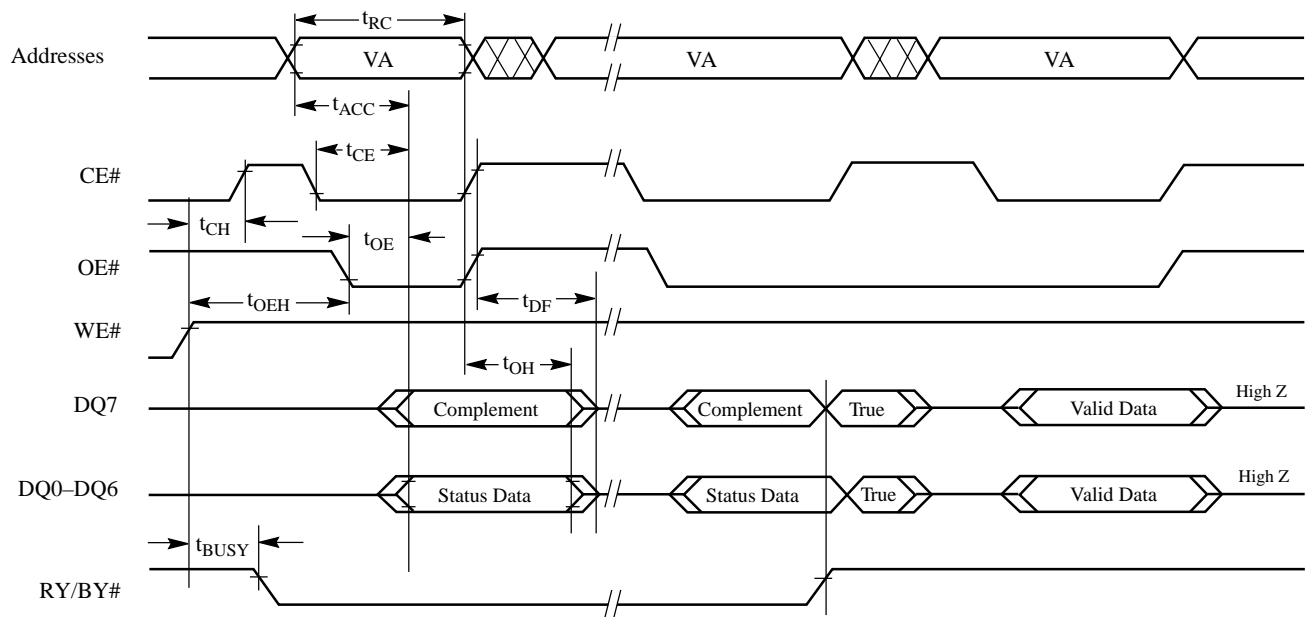 tRC
Addresses VA VA VA
tACC
tCE
CE#
tCH
tOE
OE#
tOEH tDF
WE#
tOH
DQ7 Complement Complement True Valid Data High Z
DQ0–DQ6 Status Data Status Data True Valid Data High Z
tBUSY
RY/BY#